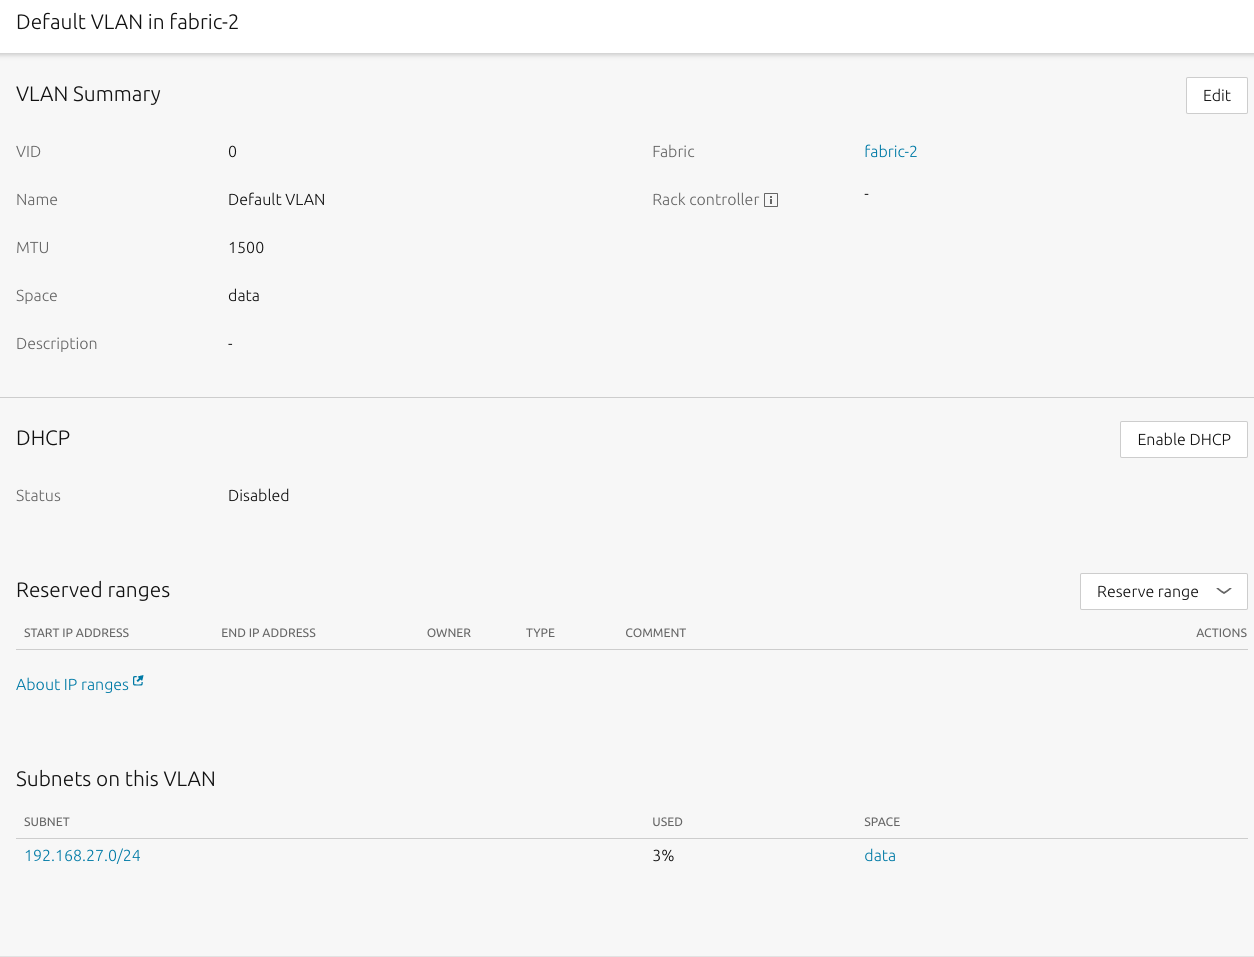 Default VLAN in fabric-2
VLAN Summary
Edit
VID 0
Fabric fabric-2
Name Default VLAN
Rack controller -
MTU 1500
Space data
Description -
DHCP
Enable DHCP
Status Disabled
Reserved ranges
Reserve range
START IP ADDRESS END IP ADDRESS OWNER TYPE COMMENT ACTIONS
About IP ranges
Subnets on this VLAN
SUBNET USED SPACE
192.168.27.0/24 3% data